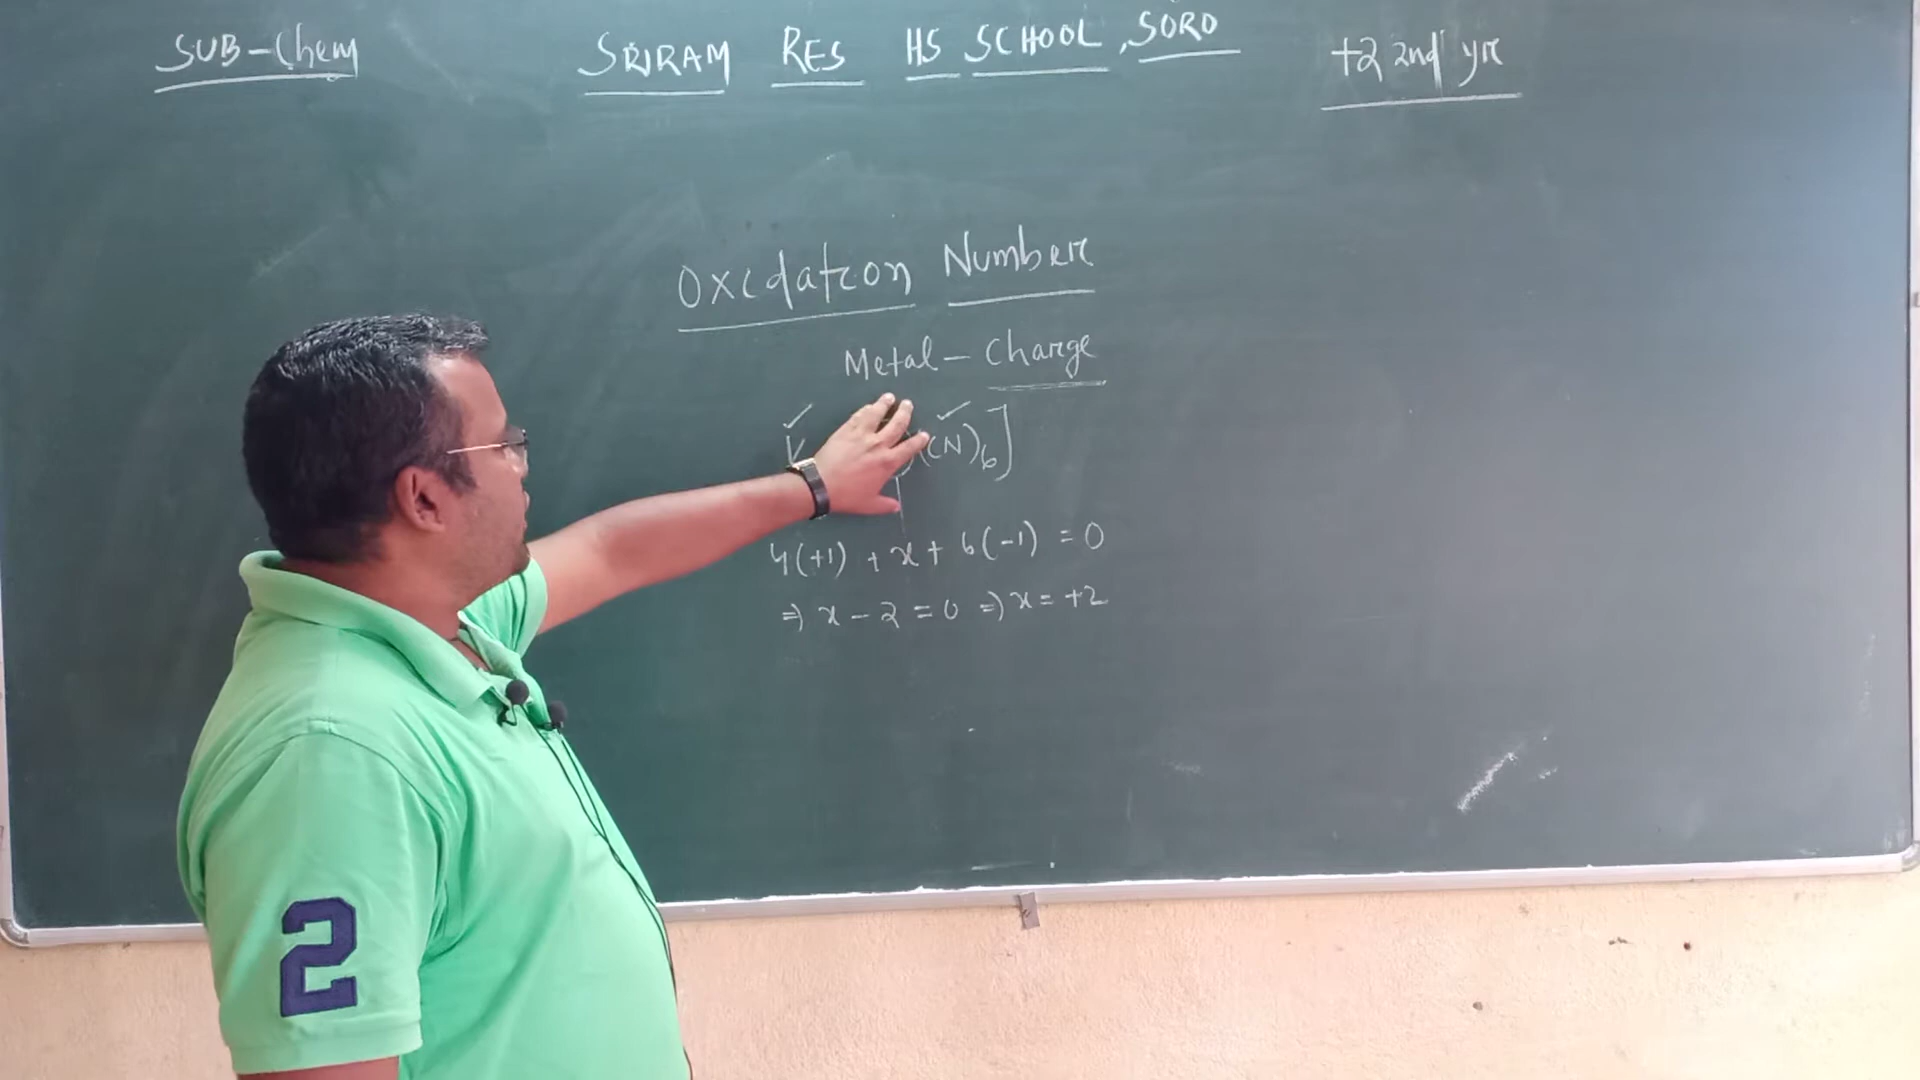 SUB-Chem SRIRAM RES HS SCHOOL, SORO +2 2nd yr
Oxidation Number
Metal - Charge
K (CN)6]
4(+1) + x + 6(-1) = 0
⇒ x - 2 = 0 ⇒ x = +2
2